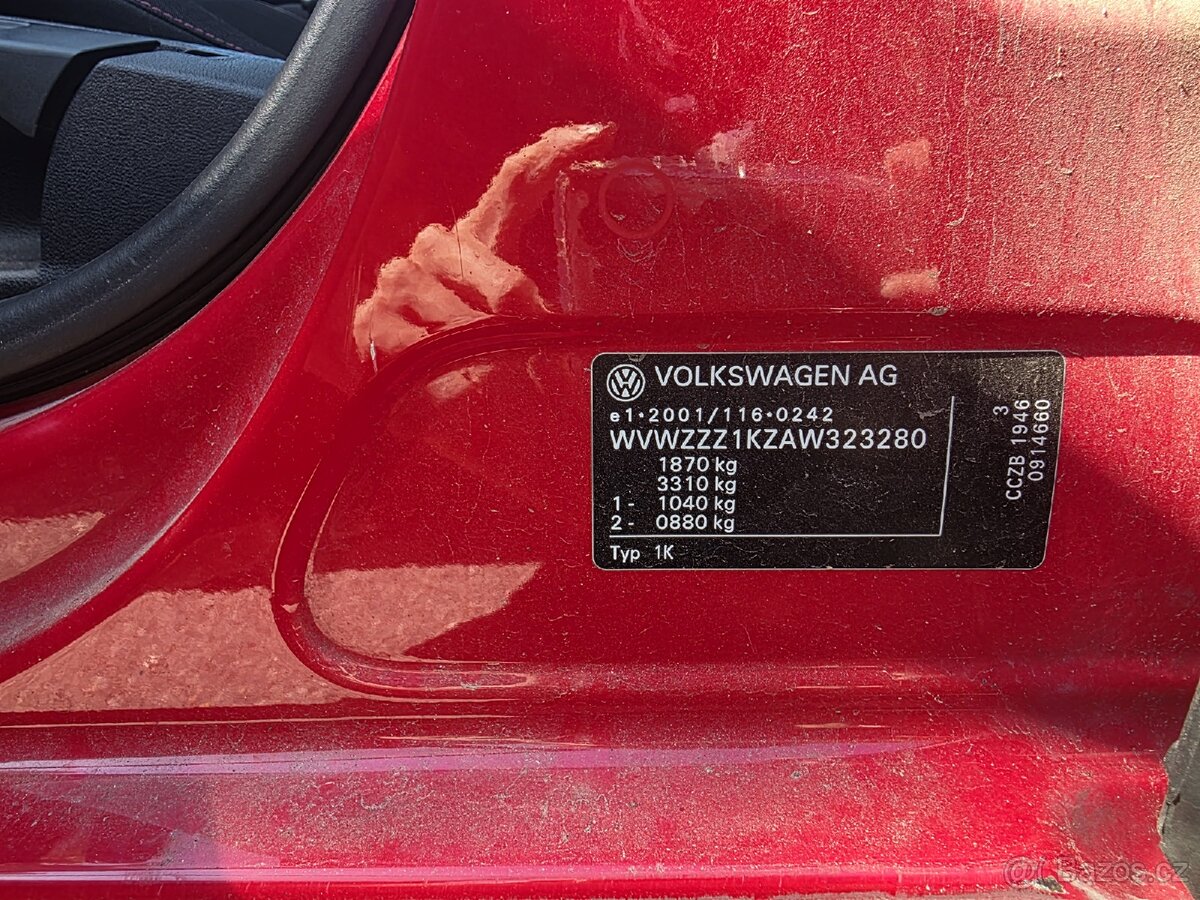 VOLKSWAGEN AG
e1*2001/116*0242
WVWZZZ1KZAW323280
1870 kg
3310 kg
1 - 1040 kg
2 - 0880 kg
Typ 1K
3
CCZB 1946
0914660
Bazoš.cz